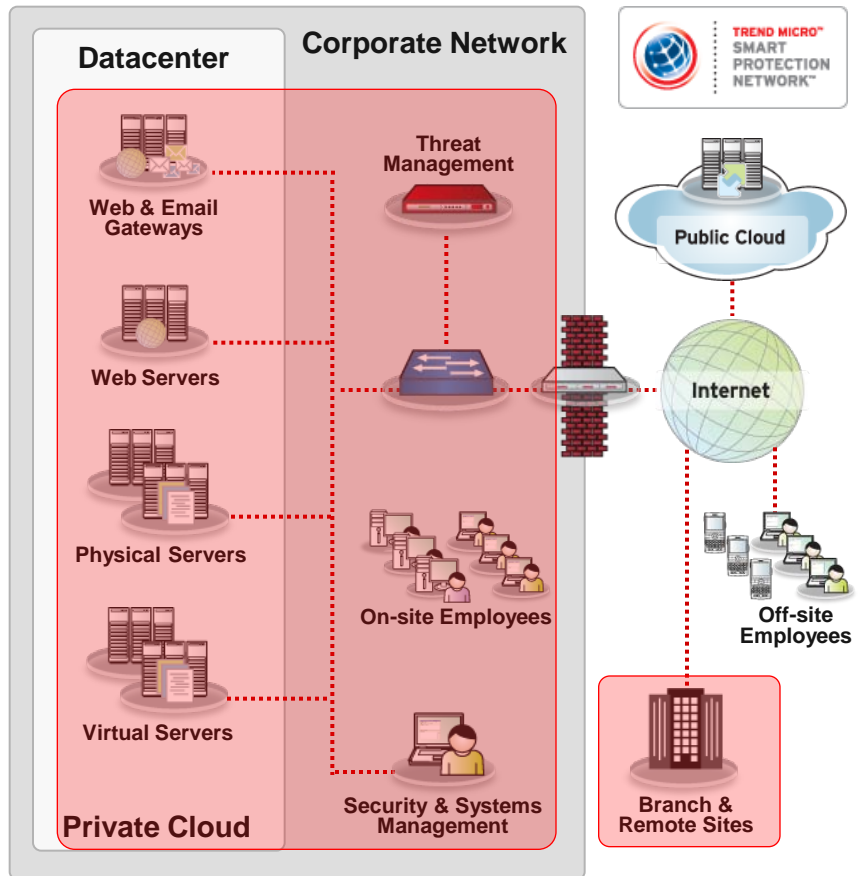 Datacenter
Corporate Network
TREND MICRO™
SMART
PROTECTION
NETWORK™
Web & Email
Gateways
Threat
Management
Public Cloud
Web Servers
Internet
Physical Servers
On-site Employees
Off-site
Employees
Virtual Servers
Security & Systems
Management
Branch &
Remote Sites
Private Cloud